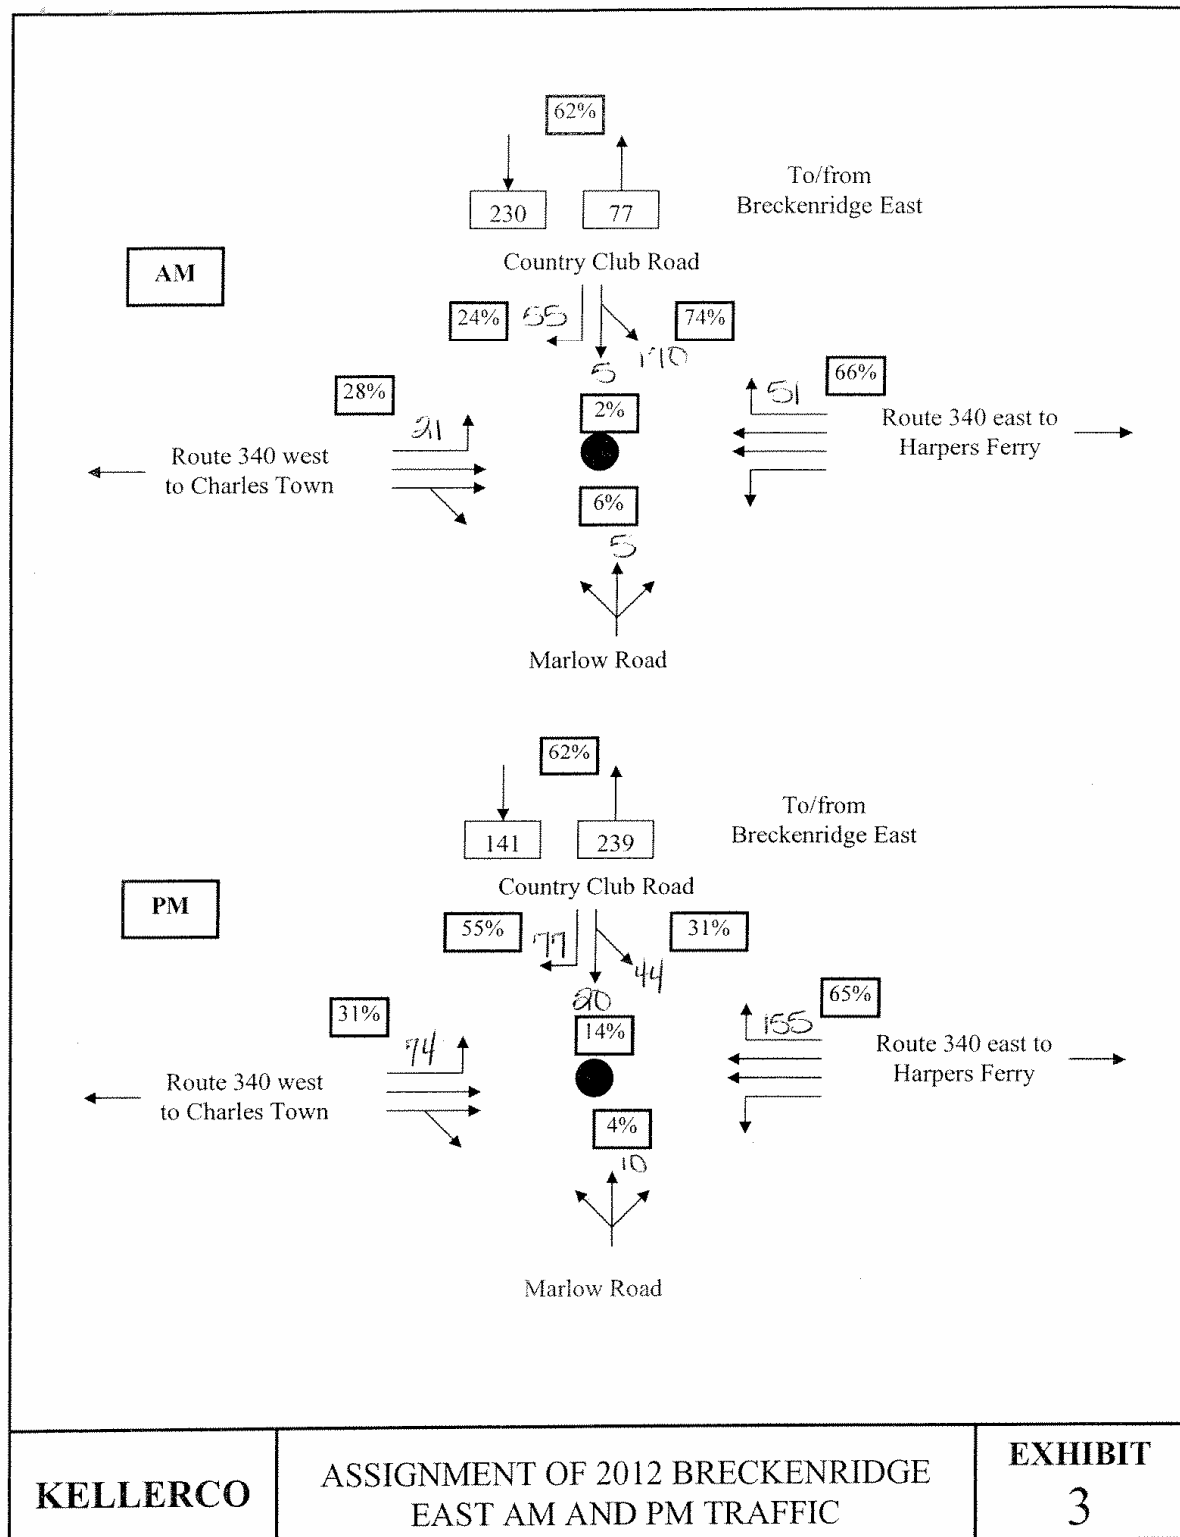 62%
230 77
To/from
Breckenridge East
AM
Country Club Road
24% 55 74%
170
5
28% 66%
2% 51
21
Route 340 west
to Charles Town
Route 340 east to
Harpers Ferry
6%
5
Marlow Road
62%
To/from
Breckenridge East
141 239
PM
Country Club Road
55% 77 31%
44
20
31% 65%
14% 155
74
Route 340 west
to Charles Town
Route 340 east to
Harpers Ferry
4%
10
Marlow Road
KELLERCO
ASSIGNMENT OF 2012 BRECKENRIDGE
EAST AM AND PM TRAFFIC
EXHIBIT
3